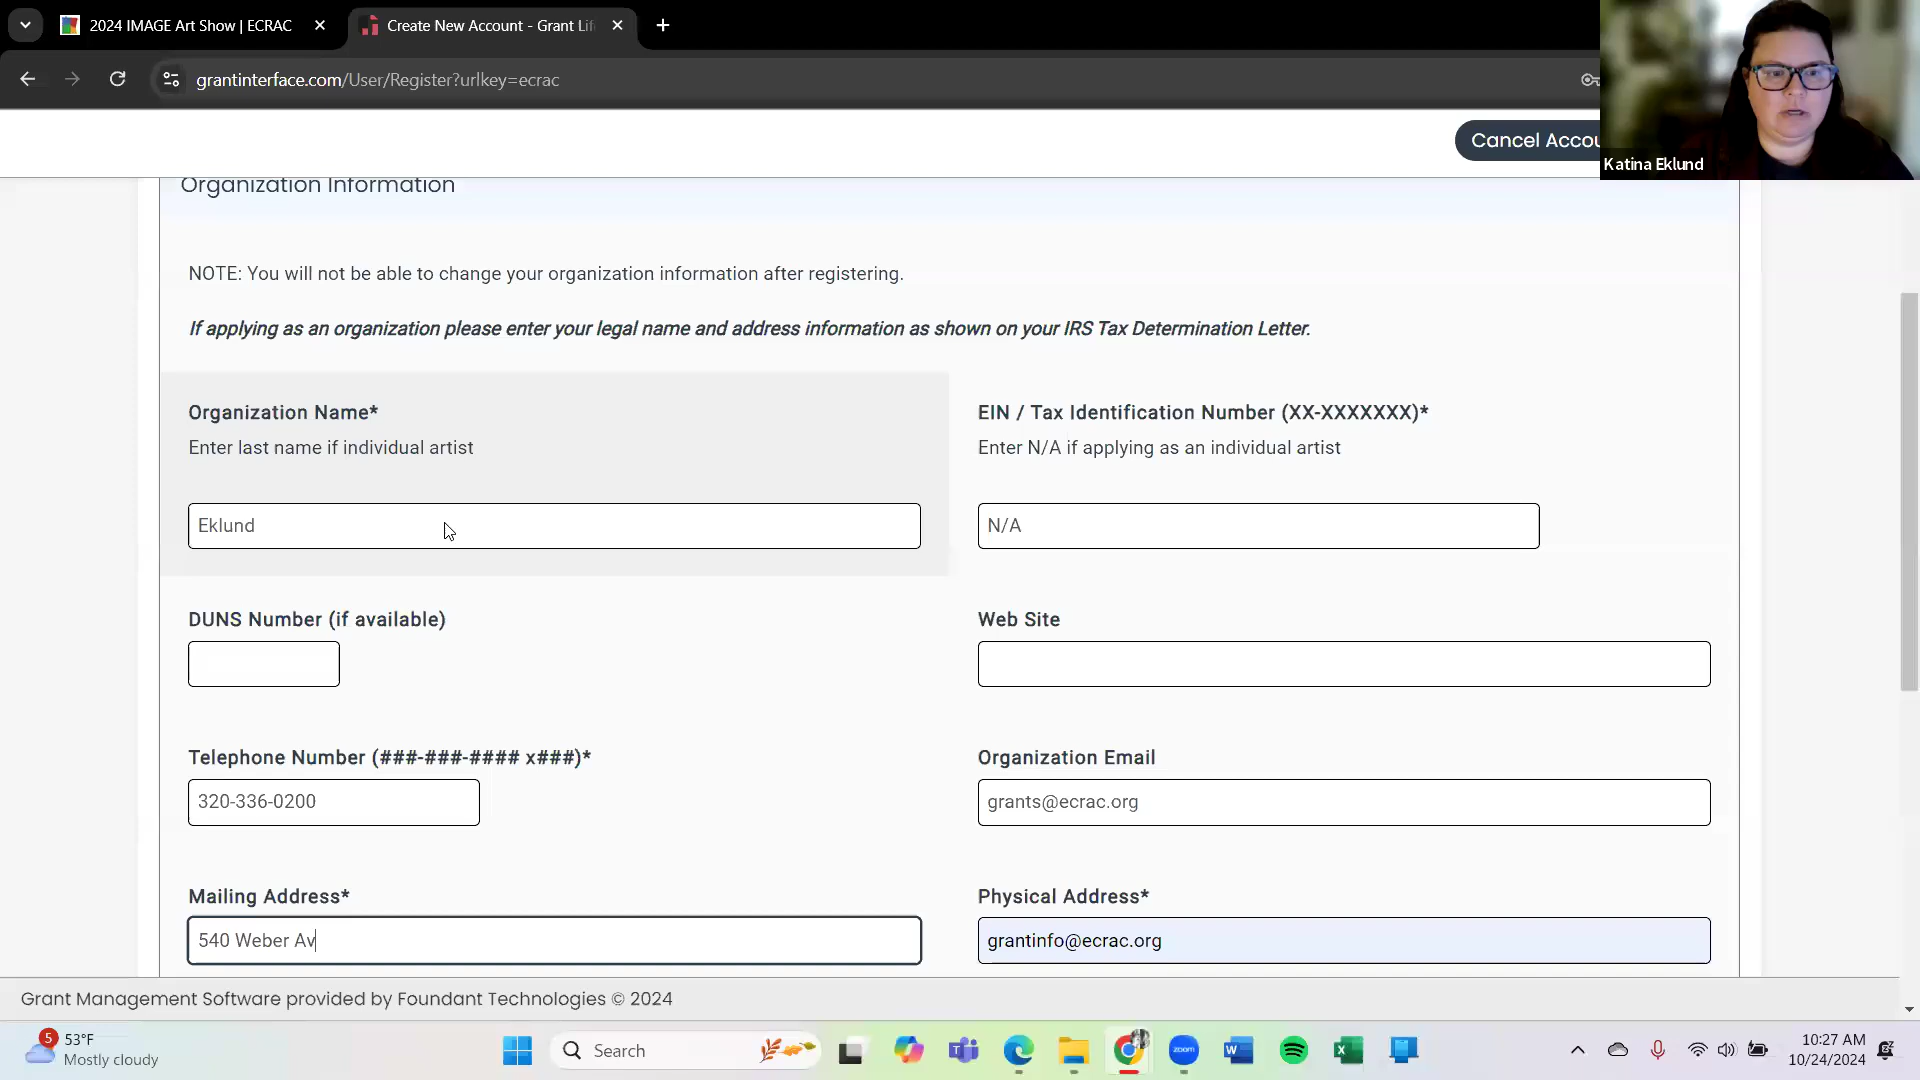 2024 IMAGE Art Show | ECRAC
Create New Account - Grant Lif
grantinterface.com/User/Register?urlkey=ecrac
Cancel Accou
Katina Eklund
Organization Information
NOTE: You will not be able to change your organization information after registering.
If applying as an organization please enter your legal name and address information as shown on your IRS Tax Determination Letter.
Organization Name*
EIN / Tax Identification Number (XX-XXXXXXX)*
Enter last name if individual artist
Enter N/A if applying as an individual artist
Eklund
N/A
DUNS Number (if available)
Web Site
Telephone Number (###-###-#### x###)*
Organization Email
320-336-0200
grants@ecrac.org
Mailing Address*
Physical Address*
540 Weber Av
grantinfo@ecrac.org
Grant Management Software provided by Foundant Technologies © 2024
5
53°F
Mostly cloudy
Search
zoom
10:27 AM
10/24/2024